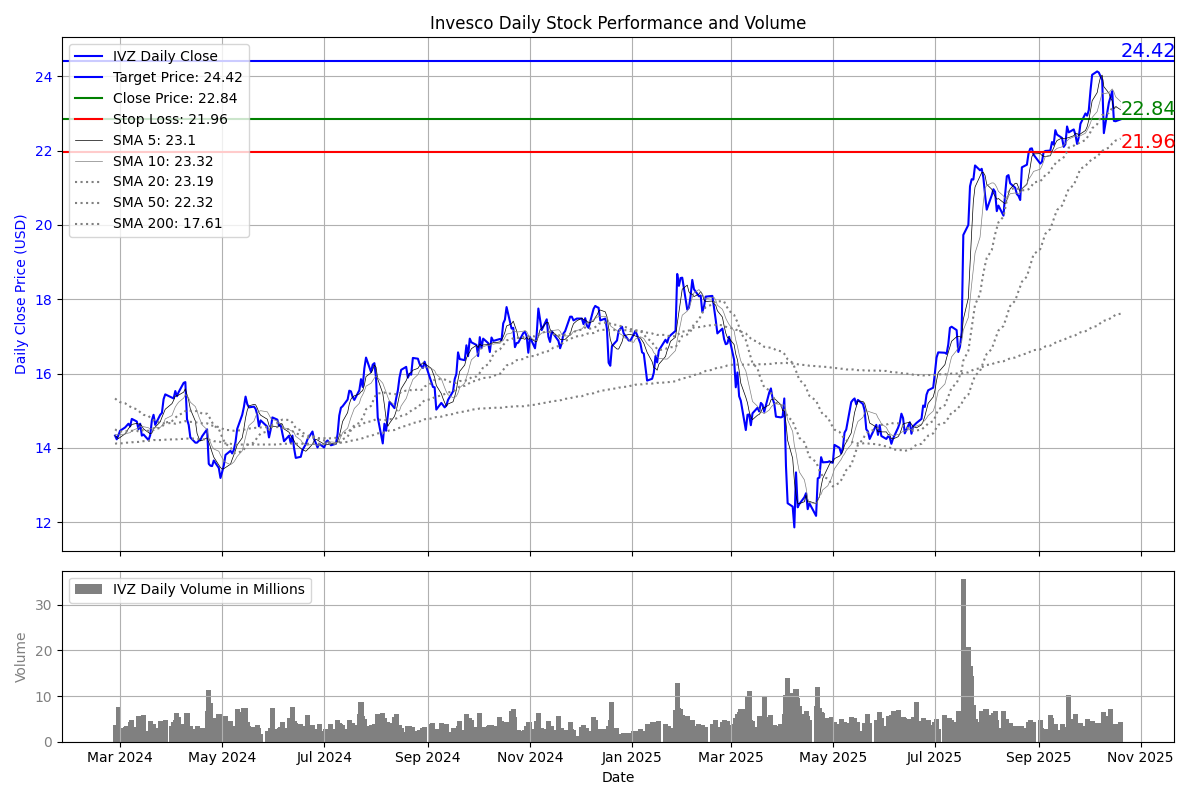 Invesco Daily Stock Performance and Volume
IVZ Daily Close
Target Price: 24.42
Close Price: 22.84
Stop Loss: 21.96
SMA 5: 23.1
SMA 10: 23.32
SMA 20: 23.19
SMA 50: 22.32
SMA 200: 17.61
24.42
22.84
21.96
Daily Close Price (USD)
24
22
20
18
16
14
12
IVZ Daily Volume in Millions
Volume
30
20
10
0
Mar 2024 May 2024 Jul 2024 Sep 2024 Nov 2024 Jan 2025 Mar 2025 May 2025 Jul 2025 Sep 2025 Nov 2025
Date